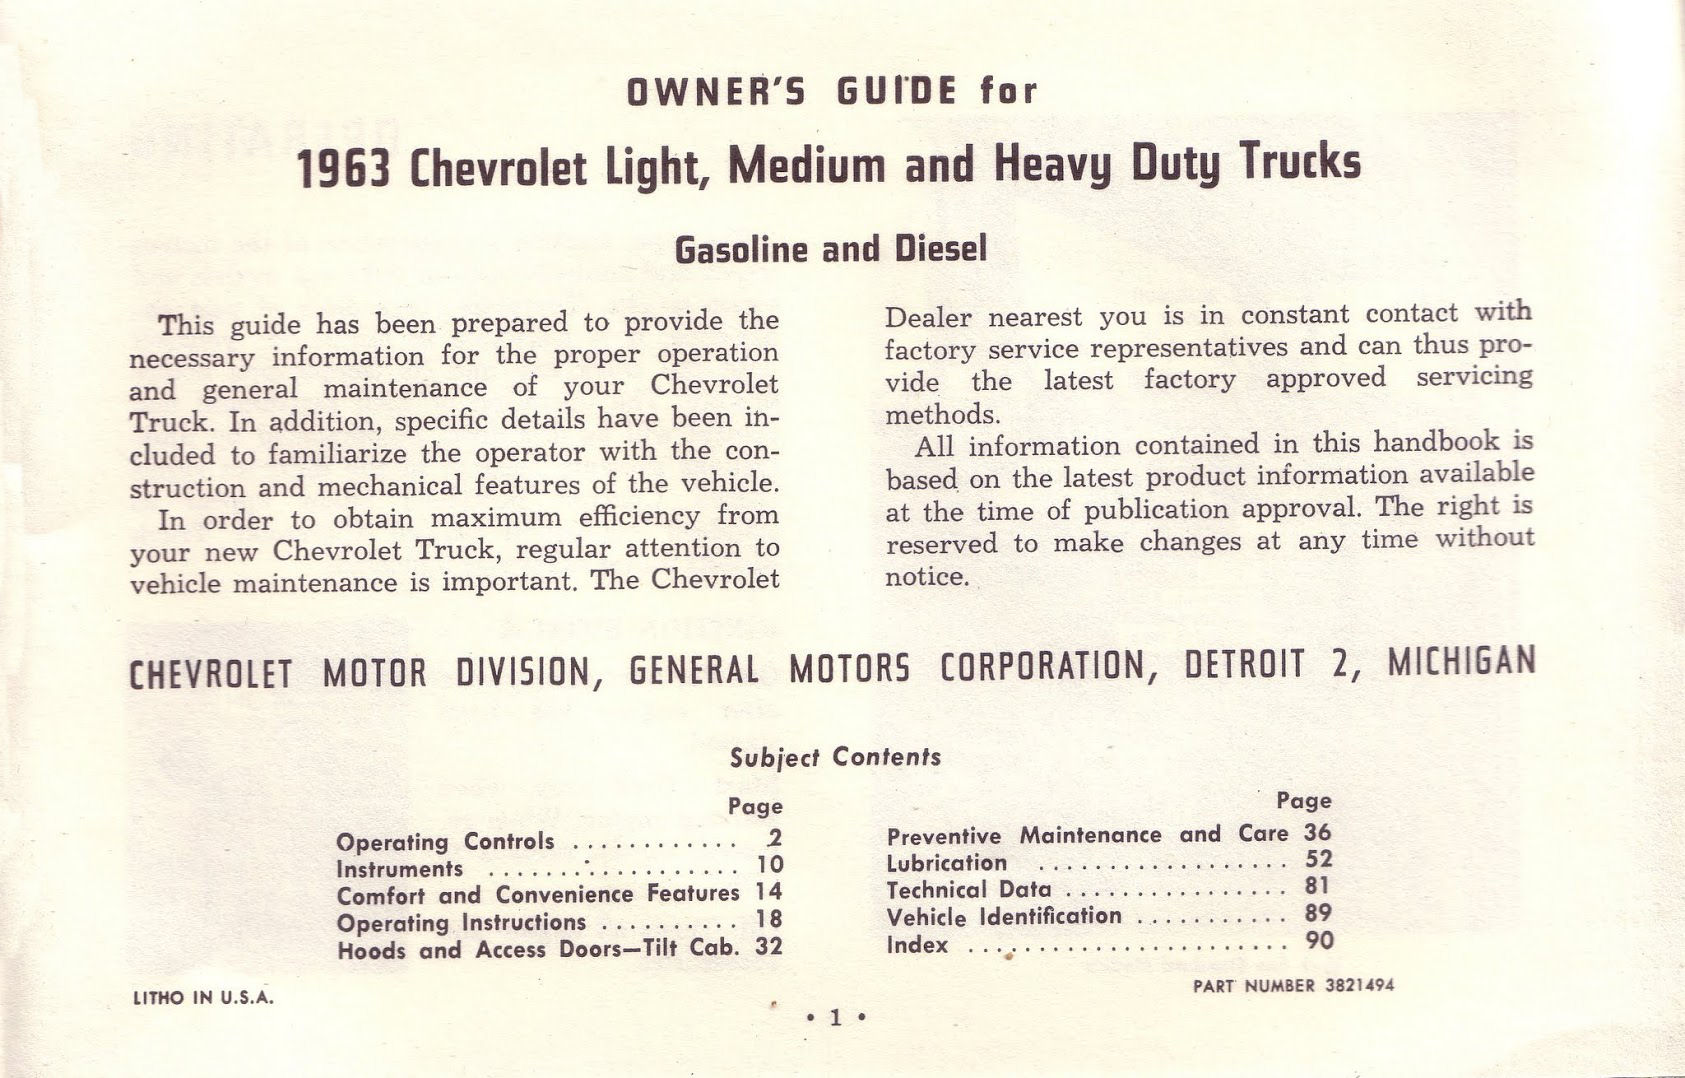 OWNER'S GUIDE for
1963 Chevrolet Light, Medium and Heavy Duty Trucks
Gasoline and Diesel
This guide has been prepared to provide the
necessary information for the proper operation
and general maintenance of your Chevrolet
Truck. In addition, specific details have been in-
cluded to familiarize the operator with the con-
struction and mechanical features of the vehicle.
In order to obtain maximum efficiency from
your new Chevrolet Truck, regular attention to
vehicle maintenance is important. The Chevrolet
Dealer nearest you is in constant contact with
factory service representatives and can thus pro-
vide the latest factory approved servicing
methods.
All information contained in this handbook is
based on the latest product information available
at the time of publication approval. The right is
reserved to make changes at any time without
notice.
CHEVROLET MOTOR DIVISION, GENERAL MOTORS CORPORATION, DETROIT 2, MICHIGAN
Subject Contents
Page
Operating Controls ............ 2
Instruments .................. 10
Comfort and Convenience Features 14
Operating Instructions .......... 18
Hoods and Access Doors—Tilt Cab. 32
Page
Preventive Maintenance and Care 36
Lubrication .................. 52
Technical Data ................ 81
Vehicle Identification ........... 89
Index ....................... 90
LITHO IN U.S.A.
PART NUMBER 3821494
• 1 •